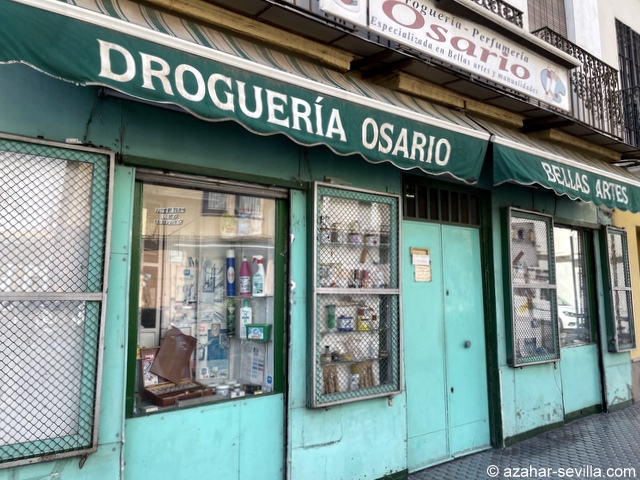 Droguería - Perfumería
Osario
Especializada en Bellas artes y manualidades
DROGUERÍA OSARIO
BELLAS ARTES
© azahar-sevilla.com